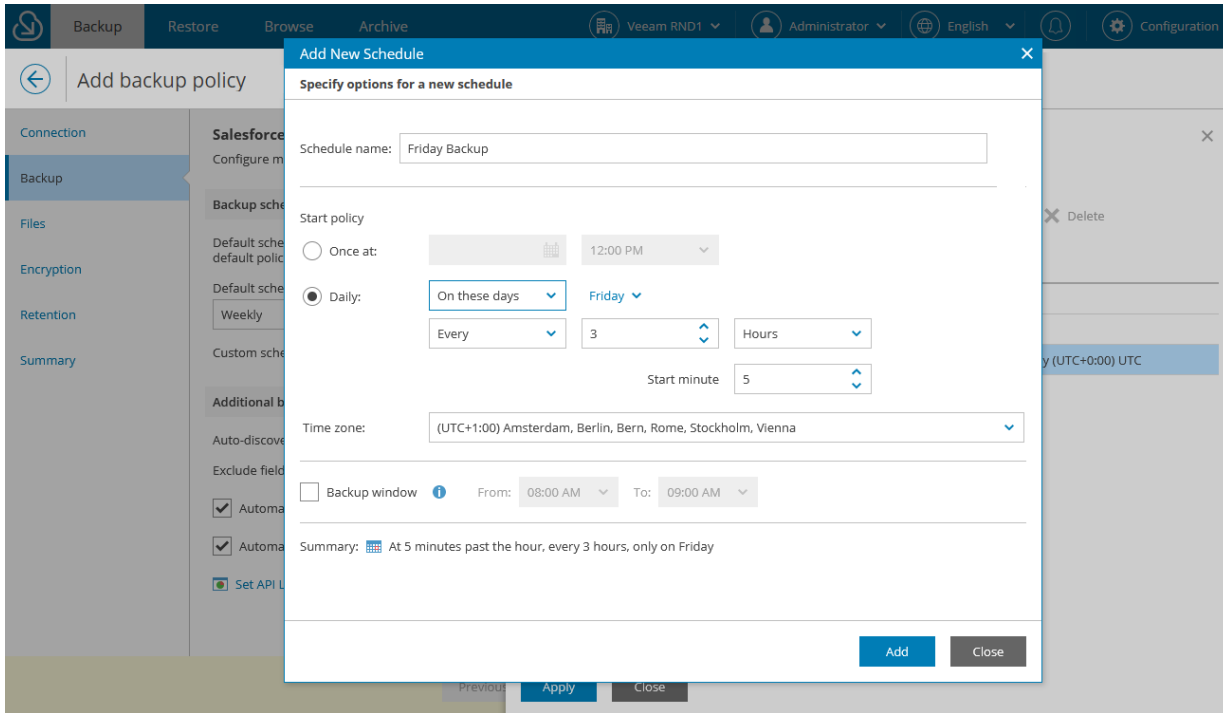 Backup Restore Browse Archive Veeam RND1 Administrator English Configuration
Add backup policy
Connection
Backup
Files
Encryption
Retention
Summary
Salesforce
Configure m
Backup sche
Default sche
default polic
Default sche
Weekly
Custom sche
Additional b
Auto-discove
Exclude field
Automa
Automa
Set API L
Add New Schedule
Specify options for a new schedule
Schedule name: Friday Backup
Start policy
Once at: 12:00 PM
Daily: On these days Friday
Every 3 Hours
Start minute 5
Time zone: (UTC+1:00) Amsterdam, Berlin, Bern, Rome, Stockholm, Vienna
Backup window From: 08:00 AM To: 09:00 AM
Summary: At 5 minutes past the hour, every 3 hours, only on Friday
Add Close
Delete
y (UTC+0:00) UTC
Previous Apply Close